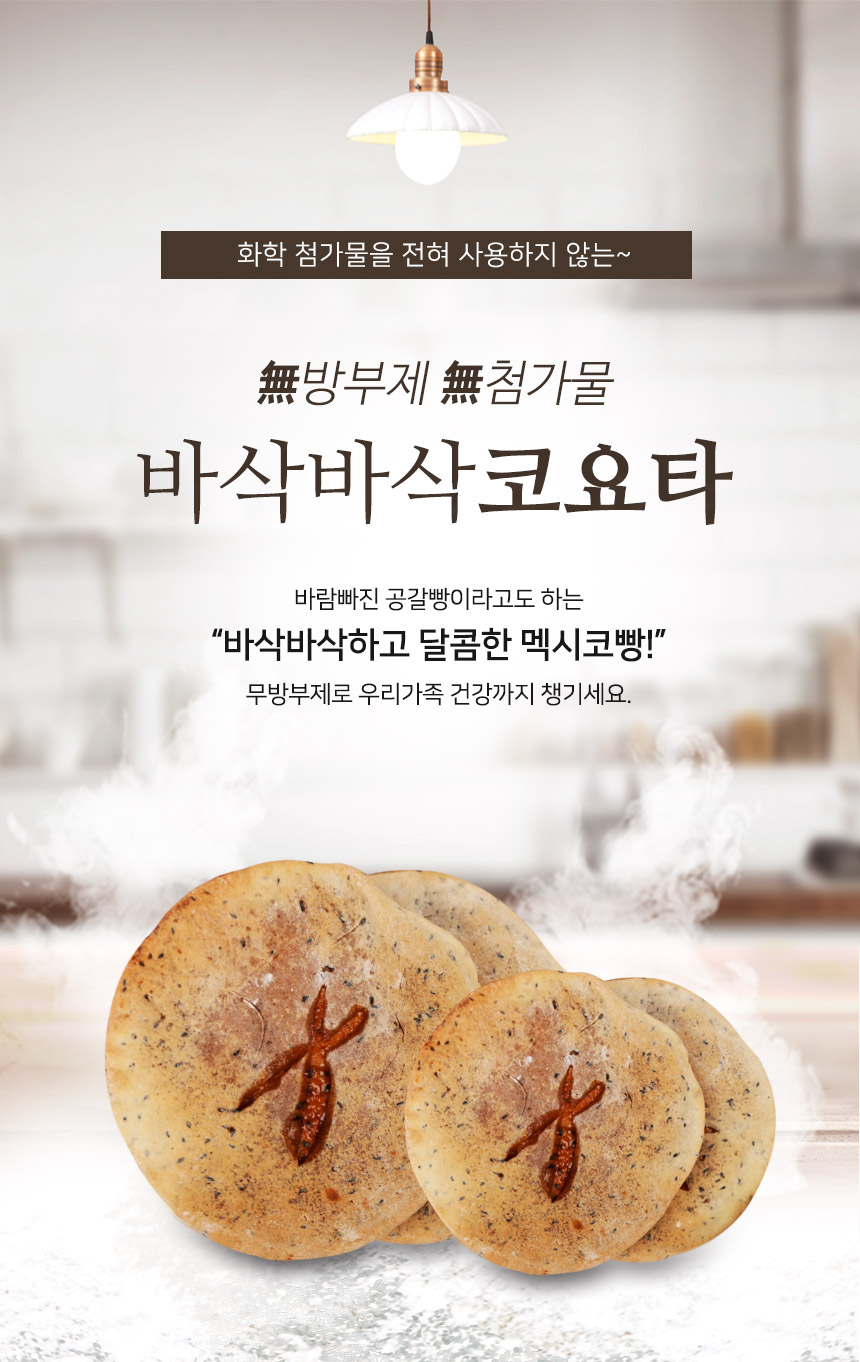 화학 첨가물을 전혀 사용하지 않는~
無방부제 無첨가물
바삭바삭코요타
바람빠진 공갈빵이라고도 하는
“바삭바삭하고 달콤한 멕시코빵!”
무방부제로 우리가족 건강까지 챙기세요.